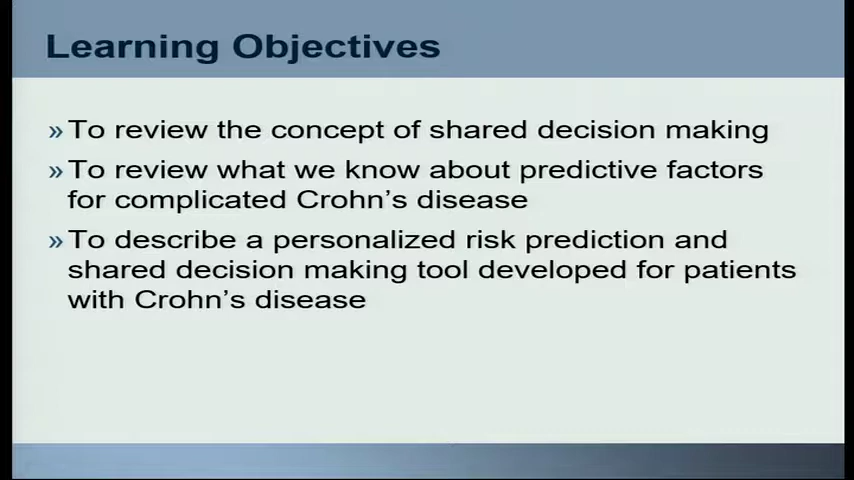 Learning Objectives
» To review the concept of shared decision making
» To review what we know about predictive factors
for complicated Crohn's disease
» To describe a personalized risk prediction and
shared decision making tool developed for patients
with Crohn's disease